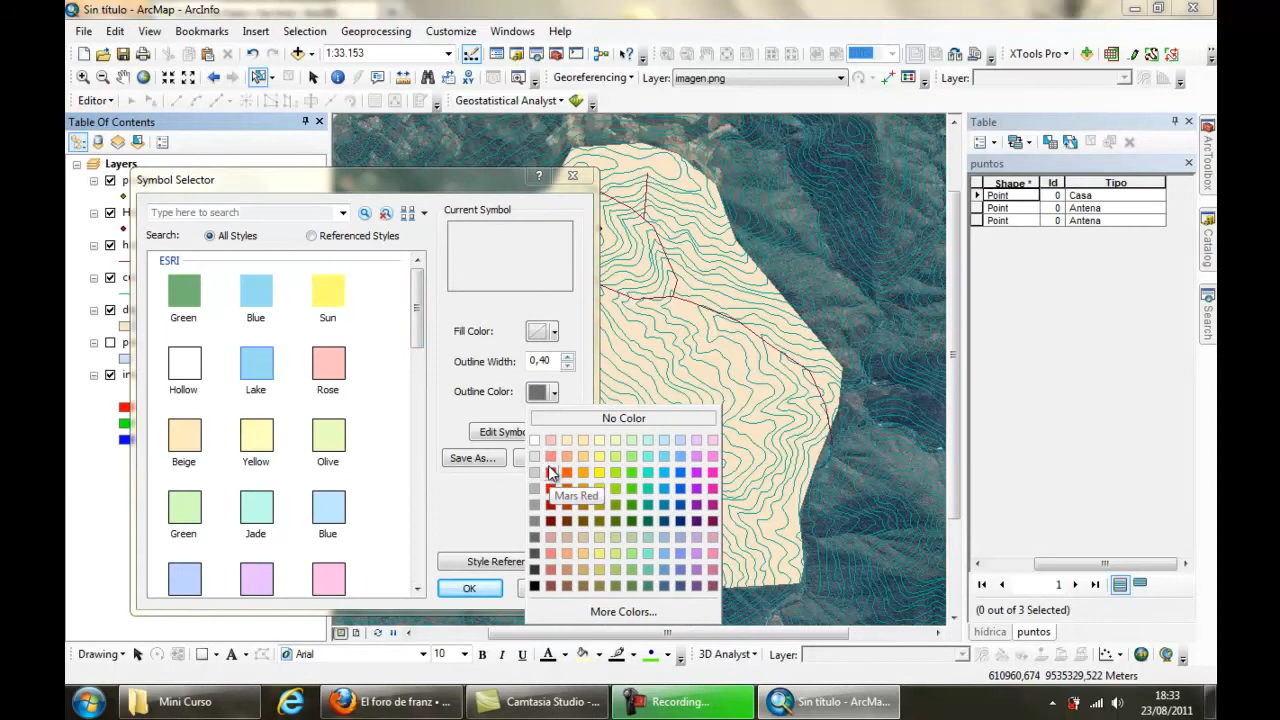 Sin título - ArcMap - ArcInfo
File Edit View Bookmarks Insert Selection Geoprocessing Customize Windows Help
1:33.153 XTools Pro
Georeferencing Layer: imagen.png Layer:
Editor Geostatistical Analyst
Table Of Contents
Layers
Symbol Selector
Type here to search
Search: All Styles Referenced Styles
ESRI
Green Blue Sun
Hollow Lake Rose
Beige Yellow Olive
Green Jade Blue
Current Symbol
Fill Color:
Outline Width: 0,40
Outline Color:
Save As...
OK
No Color
Mars Red
More Colors...
Table
puntos
Shape * Id Tipo
Point 0 Casa
Point 0 Antena
Point 0 Antena
1
(0 out of 3 Selected)
hídrica puntos
ArcToolbox
Catalog
Search
Drawing Arial 10 B I U A 3D Analyst Layer:
610960,674 9535329,522 Meters
Mini Curso
El foro de franz •...
Camtasia Studio -...
Recording...
Sin título - ArcMa...
18:33
23/08/2011